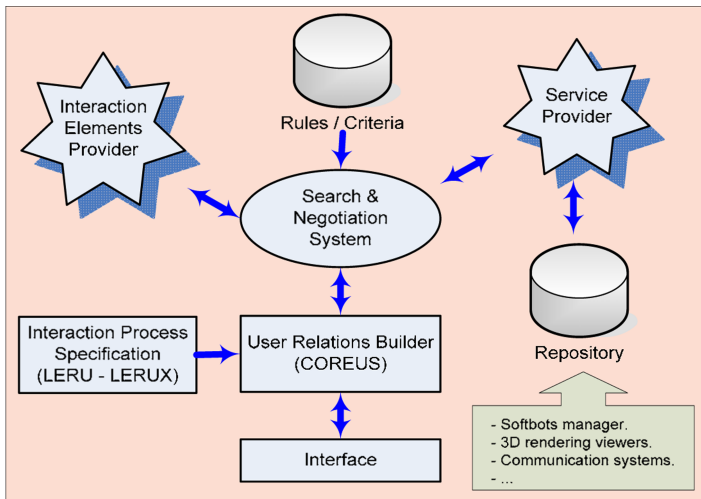 Interaction
Elements
Provider
Rules / Criteria
Service
Provider
Search &
Negotiation
System
Interaction Process
Specification
(LERU - LERUX)
User Relations Builder
(COREUS)
Repository
Interface
- Softbots manager.
- 3D rendering viewers.
- Communication systems.
- ...